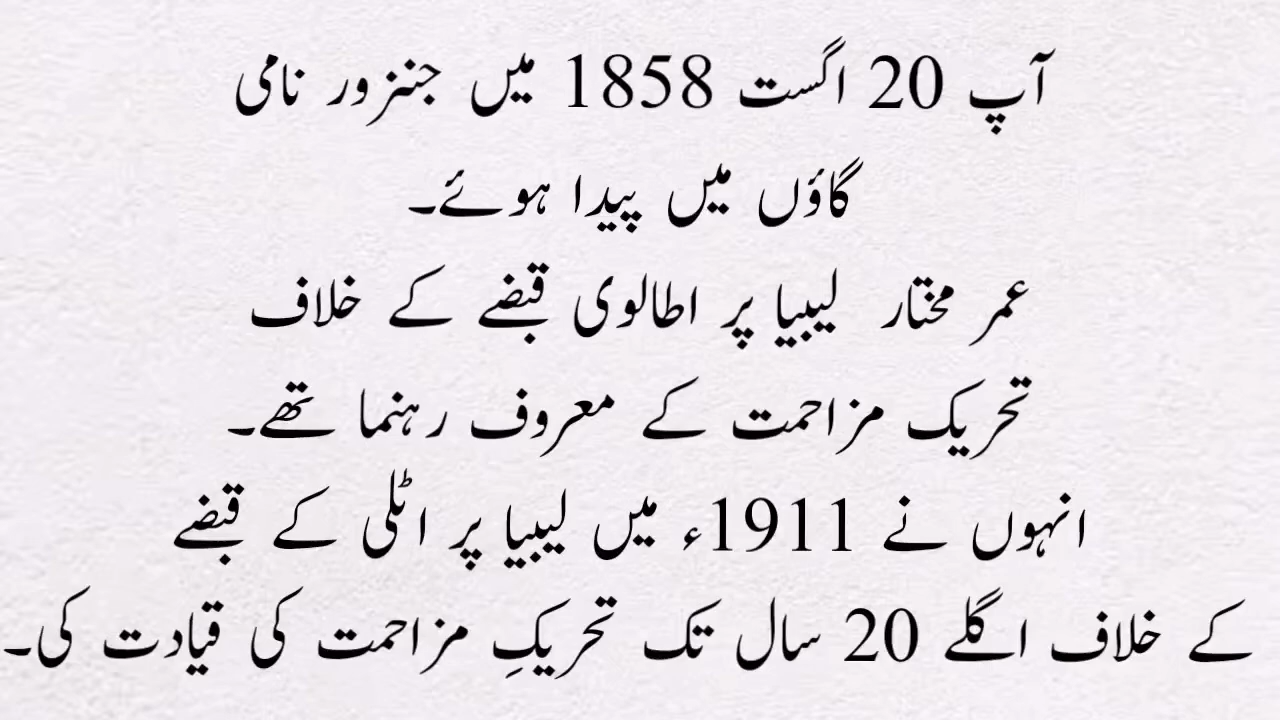 آپ 20 اگست 1858 میں جنزور نامی
گاؤں میں پیدا ہوئے۔
عمر مختار لیبیا پر اطالوی قبضے کے خلاف
تحریک مزاحمت کے معروف رہنما تھے۔
انہوں نے 1911ء میں لیبیا پر اٹلی کے قبضے
کے خلاف اگلے 20 سال تک تحریکِ مزاحمت کی قیادت کی۔